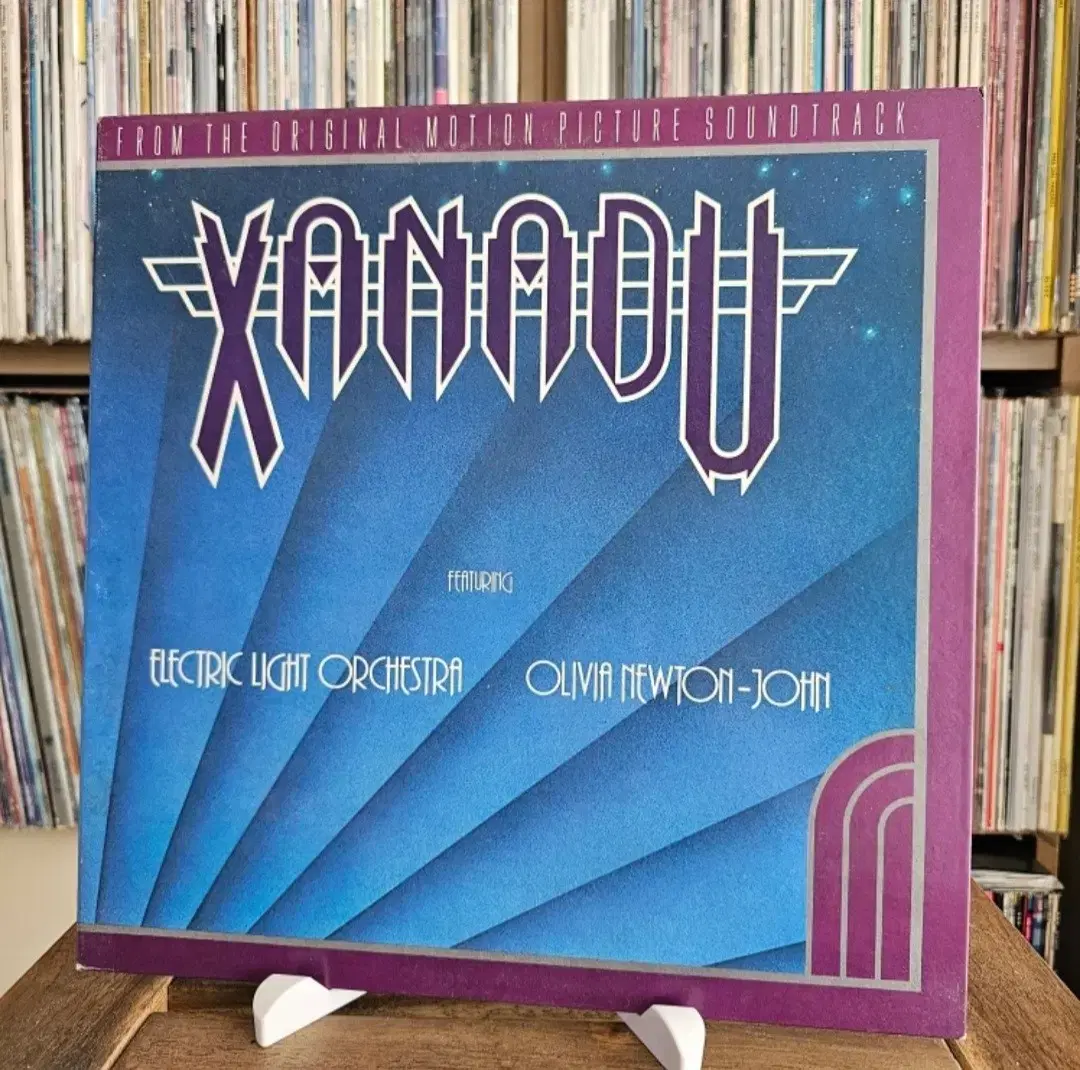 FROM THE ORIGINAL MOTION PICTURE SOUNDTRACK
XANADU
FEATURING
ELECTRIC LIGHT ORCHESTRA OLIVIA NEWTON-JOHN